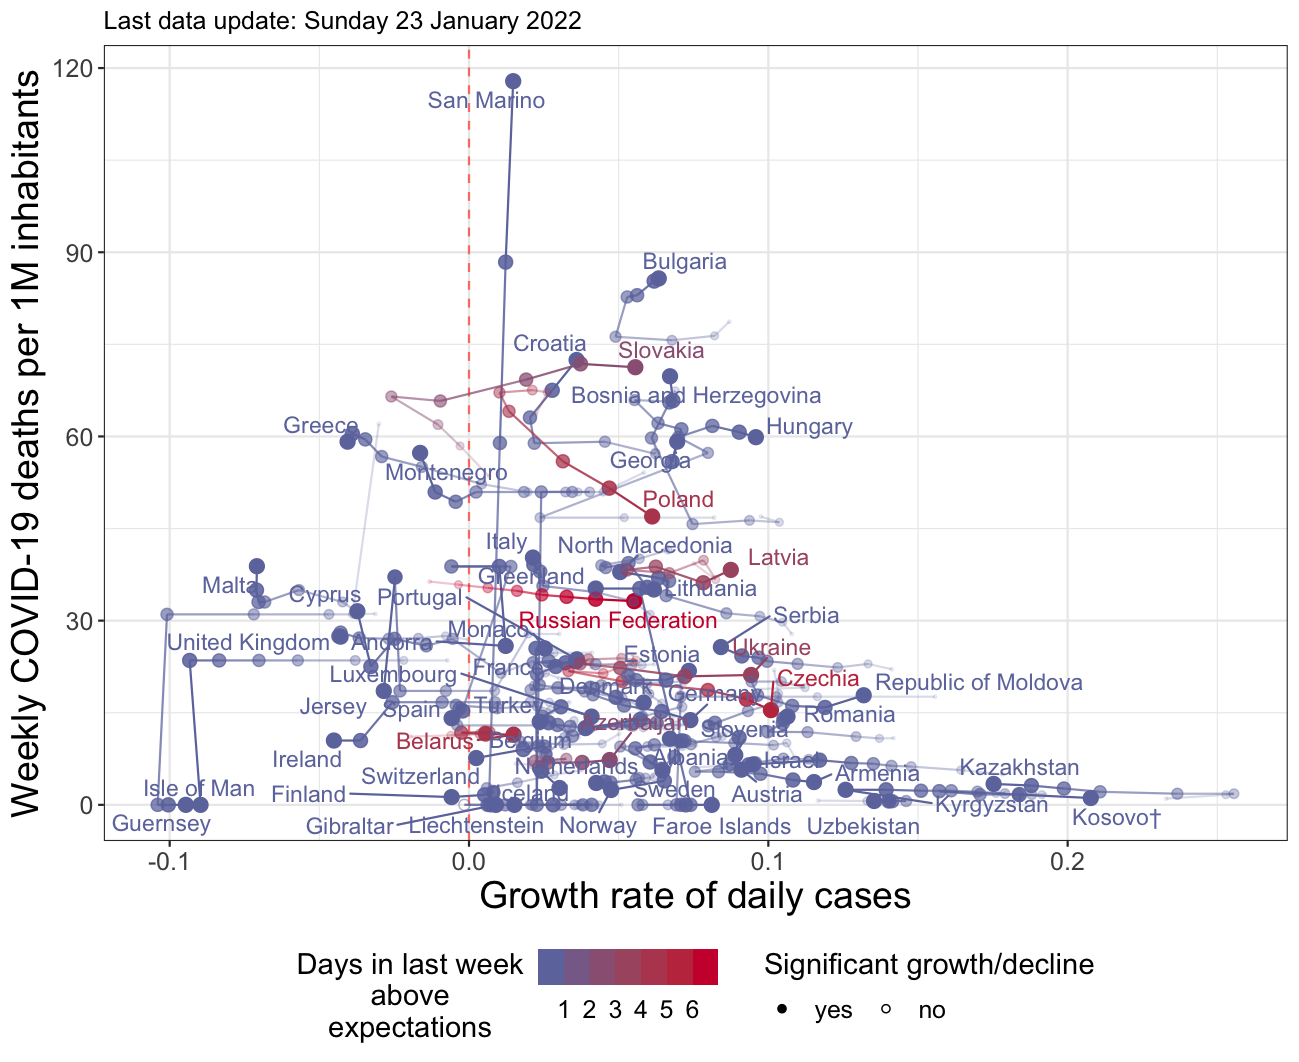 Last data update: Sunday 23 January 2022
Weekly COVID-19 deaths per 1M inhabitants
120
90
60
30
0
San Marino
Bulgaria
Croatia
Slovakia
Bosnia and Herzegovina
Greece
Hungary
Montenegro
Georgia
Poland
Italy
North Macedonia
Latvia
Malta
Greenland
Cyprus
Portugal
Lithuania
Russian Federation
Serbia
United Kingdom
Andorra
Monaco
Ukraine
France
Estonia
Luxembourg
Czechia
Republic of Moldova
Denmark
Germany
Jersey
Spain
Turkey
Romania
Azerbaijan
Slovenia
Belarus
Belgium
Ireland
Albania
Israel
Switzerland
Netherlands
Kazakhstan
Armenia
Isle of Man
Finland
Iceland
Sweden
Austria
Kyrgyzstan
Kosovo†
Guernsey
Gibraltar
Liechtenstein
Norway
Faroe Islands
Uzbekistan
-0.1
0.0
0.1
0.2
Growth rate of daily cases
Days in last week
above
expectations
1 2 3 4 5 6
Significant growth/decline
yes
no